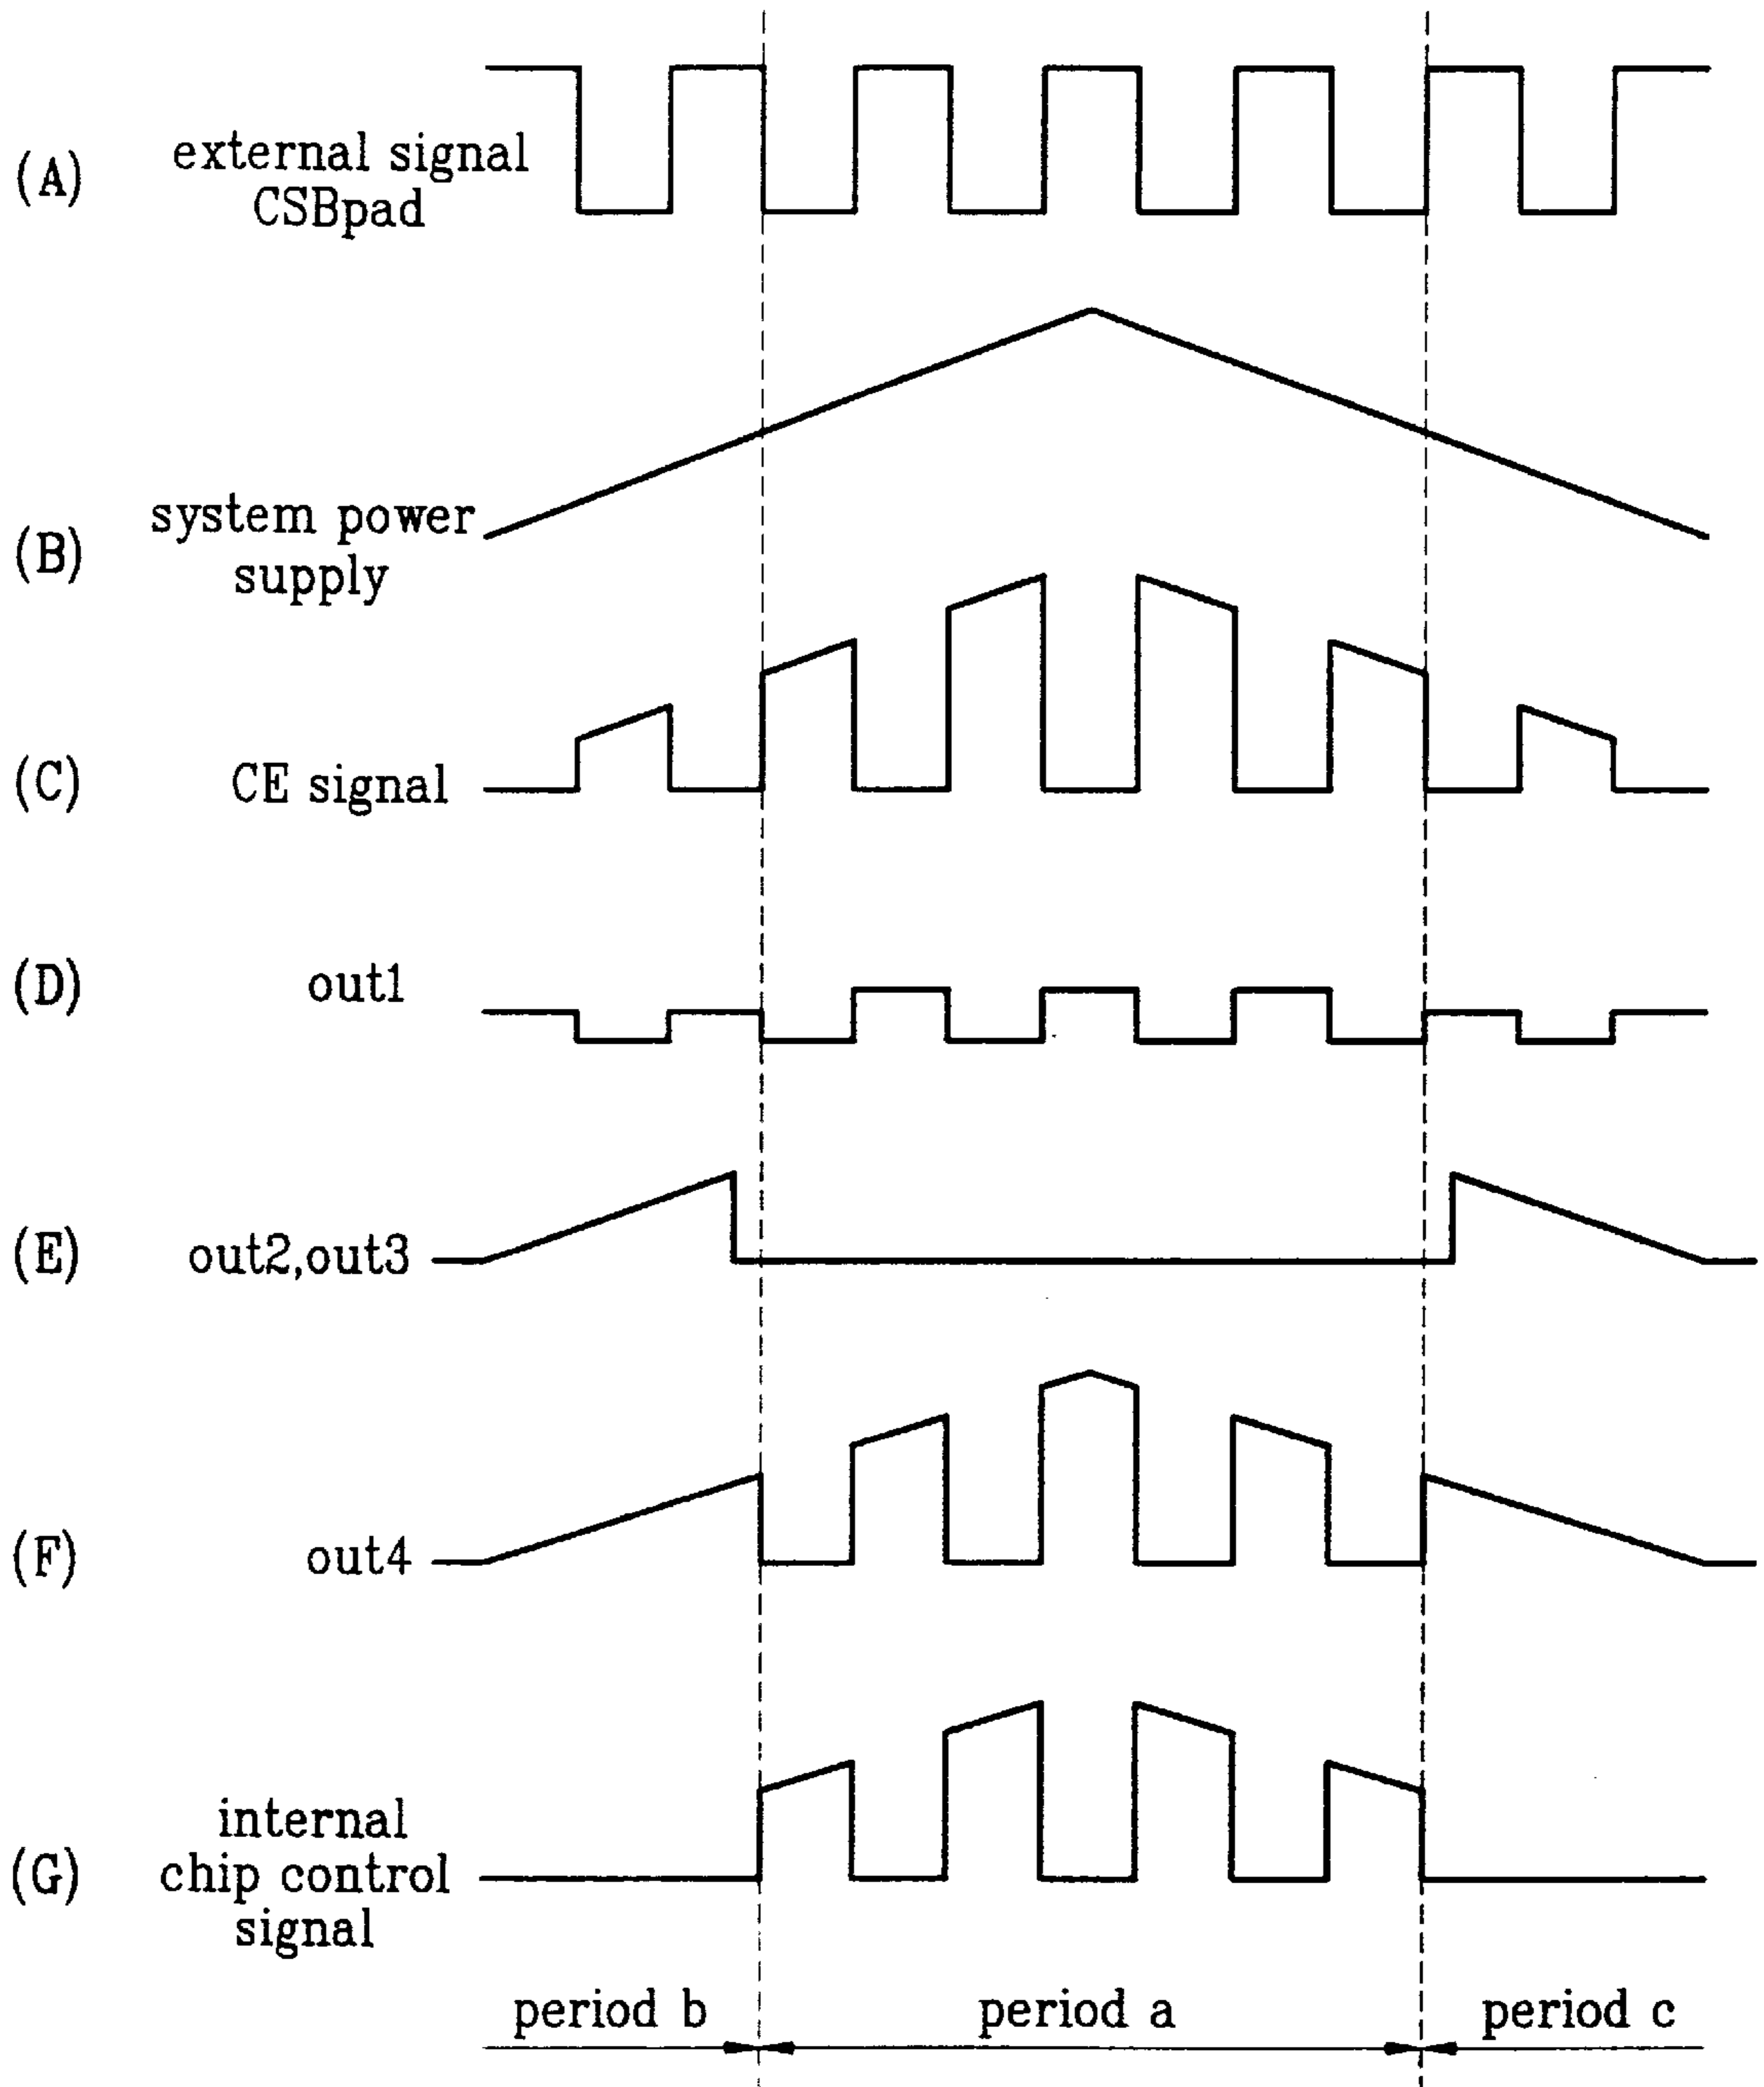 (A)
external signal
CSBpad
(B)
system power
supply
(C)
CE signal
(D)
out1
(E)
out2,out3
(F)
out4
(G)
internal
chip control
signal
period b
period a
period c